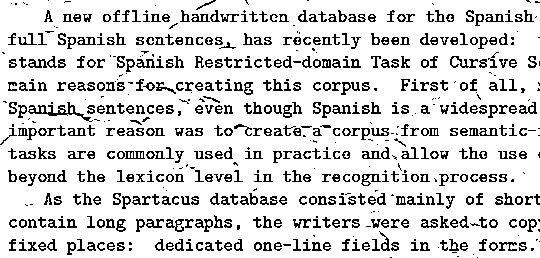 A new offline handwritten database for the Spanish
full Spanish sentences, has recently been developed:
stands for Spanish Restricted-domain Task of Cursive
main reasons for creating this corpus. First of all,
Spanish sentences, even though Spanish is a widespread
important reason was to create a corpus from semantic-
tasks are commonly used in practice and allow the use
beyond the lexicon level in the recognition process.
As the Spartacus database consisted mainly of short
contain long paragraphs, the writers were asked to copy
fixed places: dedicated one-line fields in the forms.